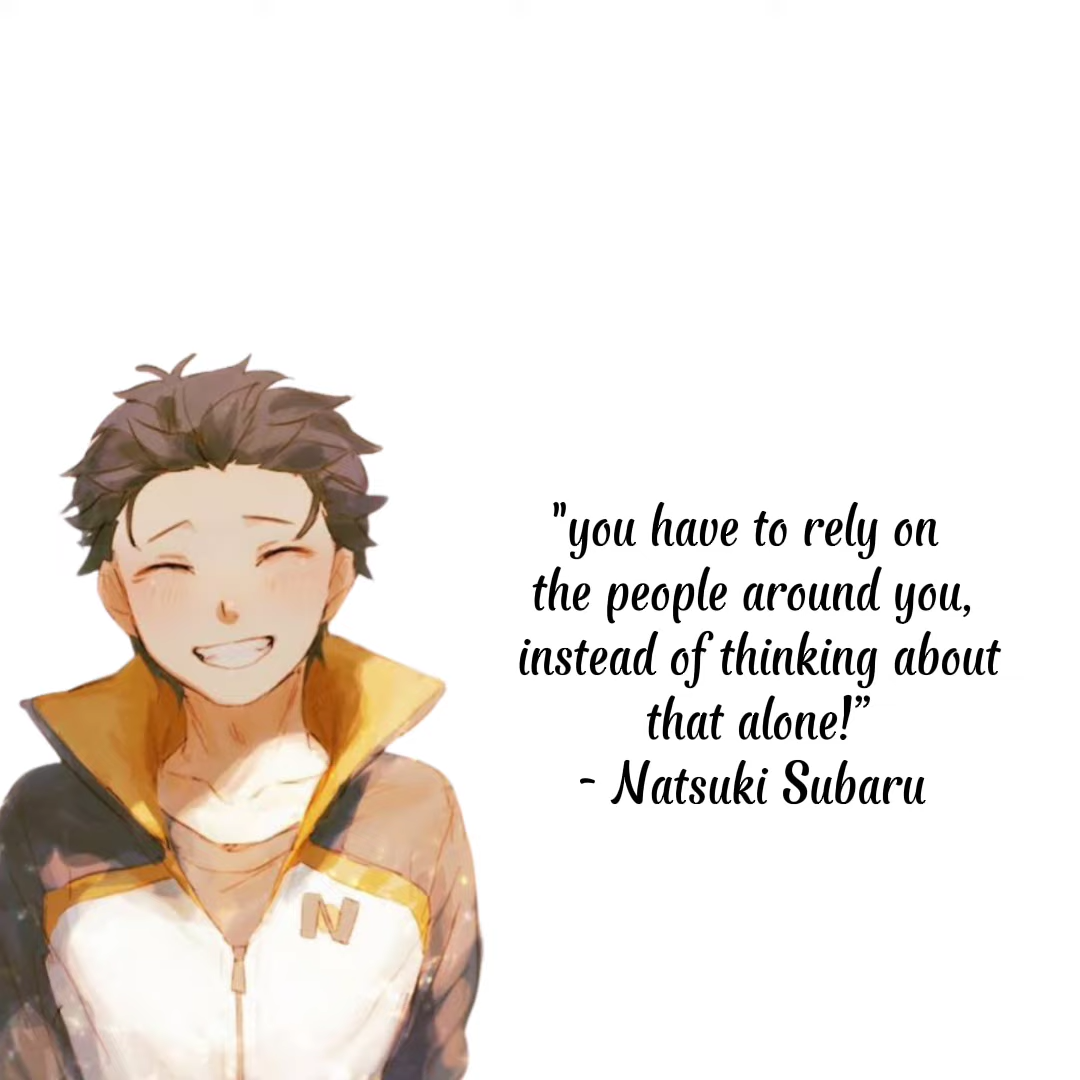 "you have to rely on
the people around you,
instead of thinking about
that alone!”
- Natsuki Subaru
N